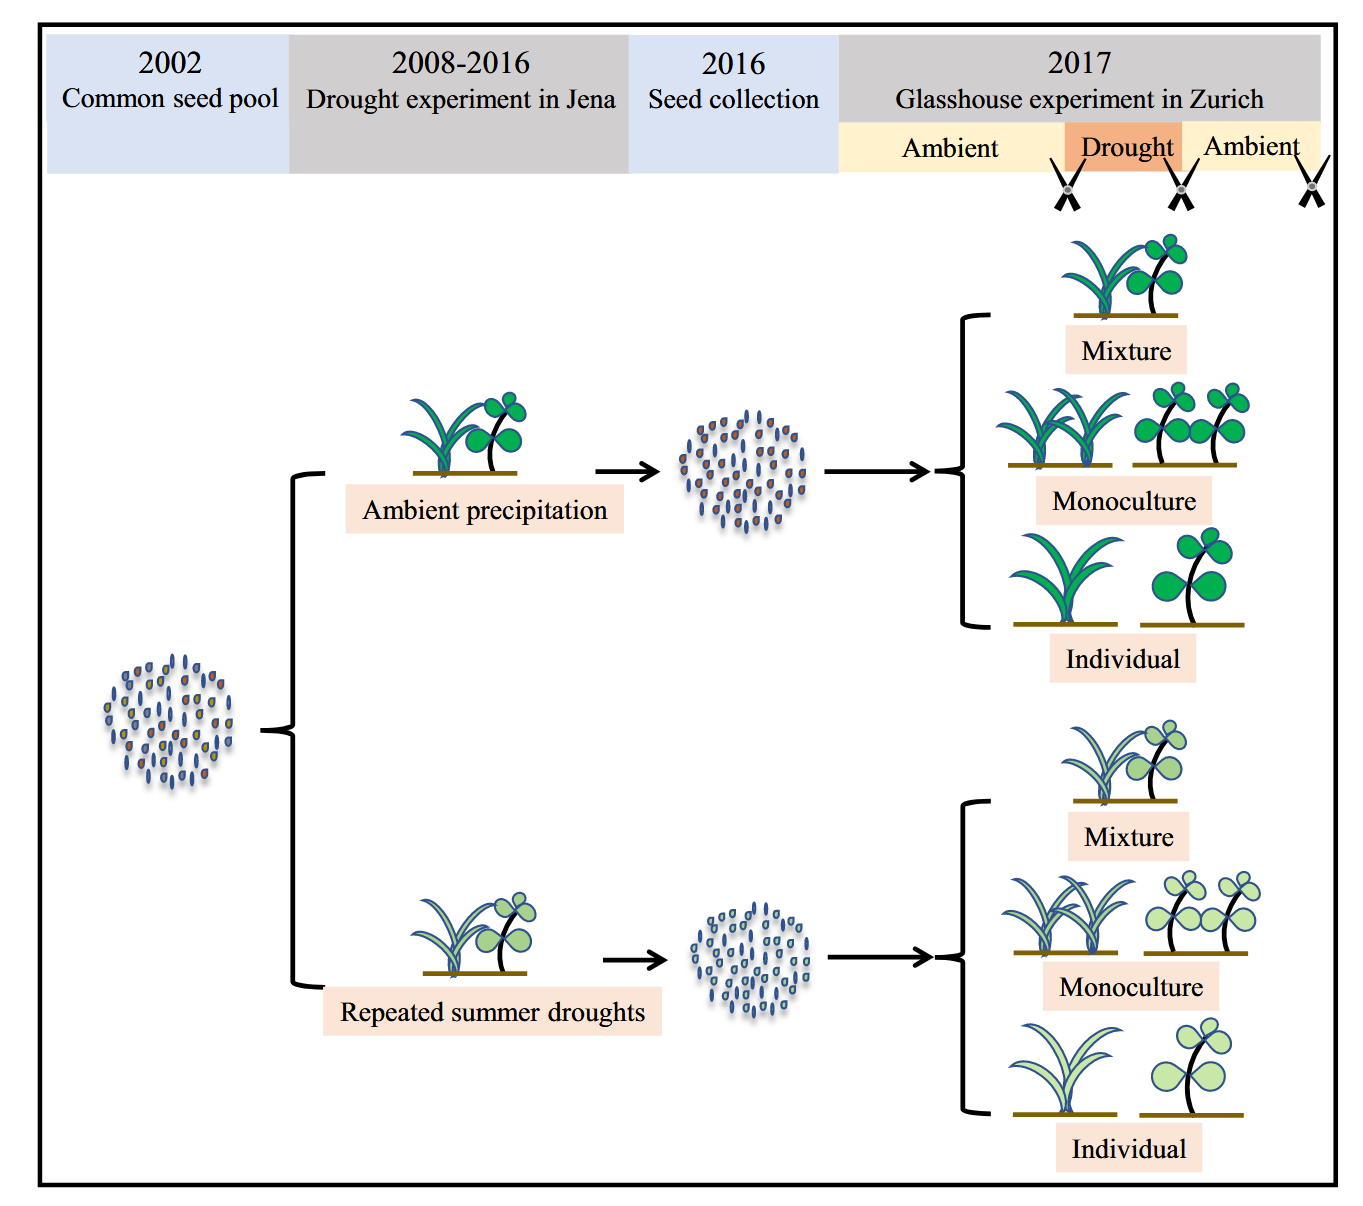 2002
Common seed pool
2008-2016
Drought experiment in Jena
2016
Seed collection
2017
Glasshouse experiment in Zurich
Ambient
Drought
Ambient
Mixture
Monoculture
Individual
Ambient precipitation
Mixture
Monoculture
Individual
Repeated summer droughts